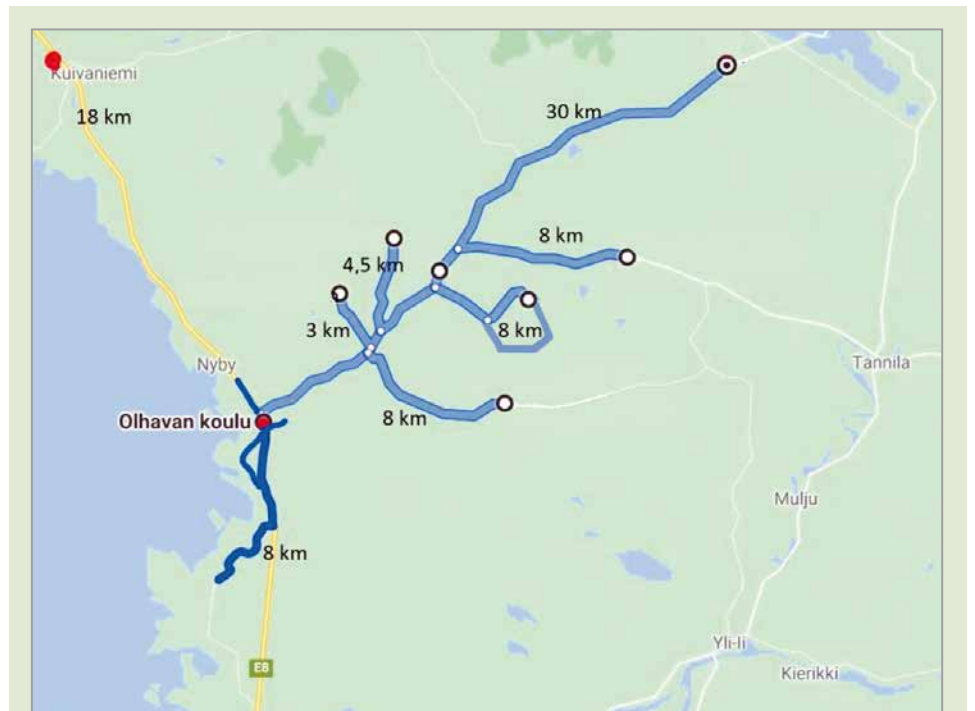 Kuivaniemi
18 km
30 km
8 km
4,5 km
3 km
8 km
Nyby
Tannila
Olhavan koulu
8 km
Mulju
8 km
Yli-Ii
E8
Kierikki